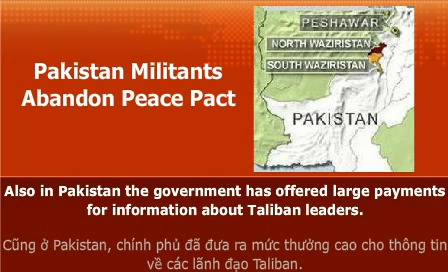 Pakistan Militants
Abandon Peace Pact
PESHAWAR
NORTH WAZIRISTAN
SOUTH WAZIRISTAN
PAKISTAN
Also in Pakistan the government has offered large payments
for information about Taliban leaders.
Cũng ở Pakistan, chính phủ đã đưa ra mức thưởng cao cho thông tin
về các lãnh đạo Taliban.